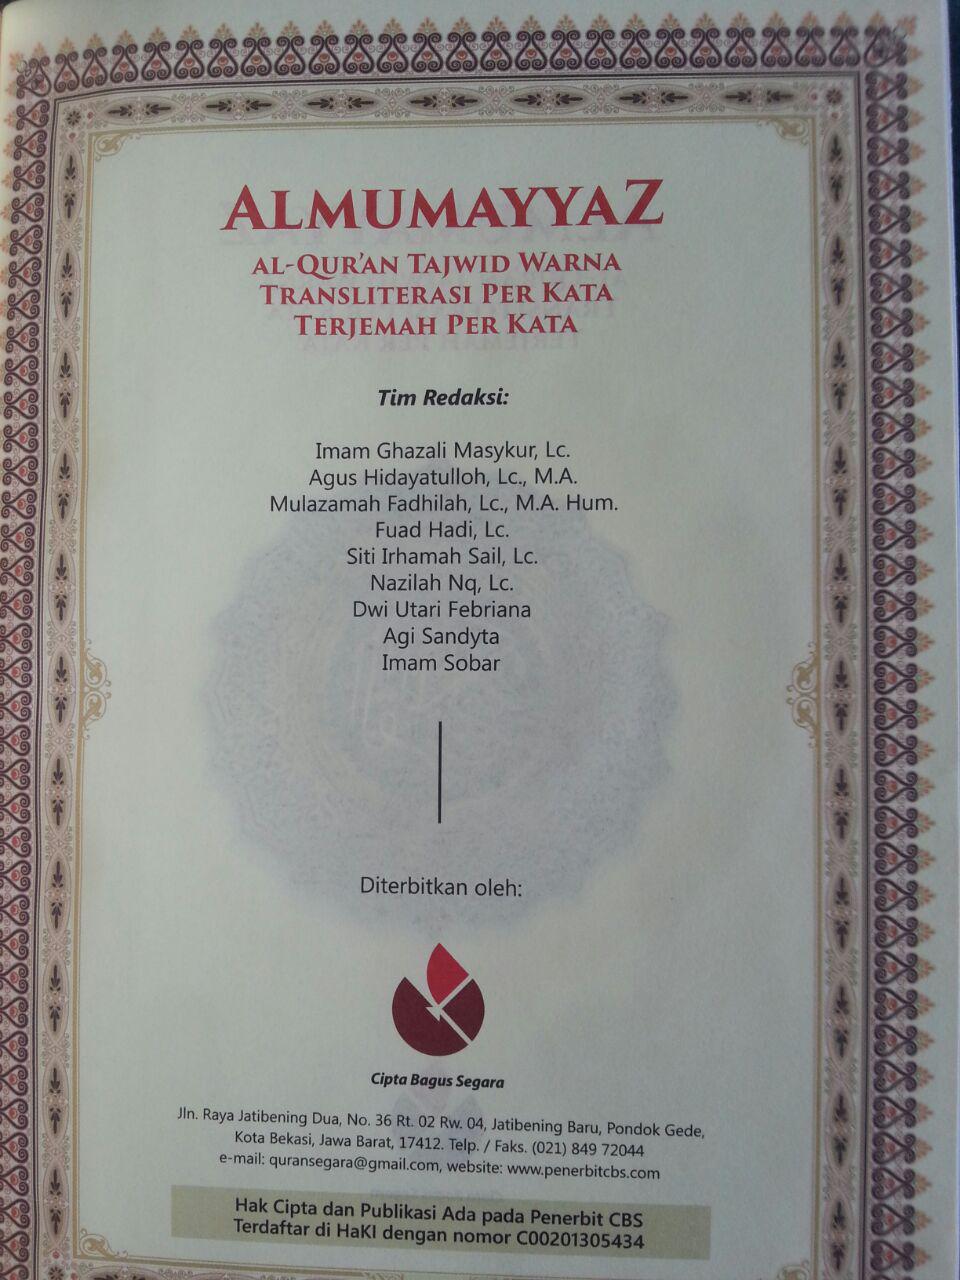 ALMUMAYYAZ
AL-QUR'AN TAJWID WARNA
TRANSLITERASI PER KATA
TERJEMAH PER KATA
Tim Redaksi:
Imam Ghazali Masykur, Lc.
Agus Hidayatulloh, Lc., M.A.
Mulazamah Fadhilah, Lc., M.A. Hum.
Fuad Hadi, Lc.
Siti Irhamah Sail, Lc.
Nazilah Nq, Lc.
Dwi Utari Febriana
Agi Sandyta
Imam Sobar
Diterbitkan oleh:
Cipta Bagus Segara
Jln. Raya Jatibening Dua, No. 36 Rt. 02 Rw. 04, Jatibening Baru, Pondok Gede,
Kota Bekasi, Jawa Barat, 17412. Telp. / Faks. (021) 849 72044
e-mail: quransegara@gmail.com, website: www.penerbitcbs.com
Hak Cipta dan Publikasi Ada pada Penerbit CBS
Terdaftar di HaKI dengan nomor C00201305434